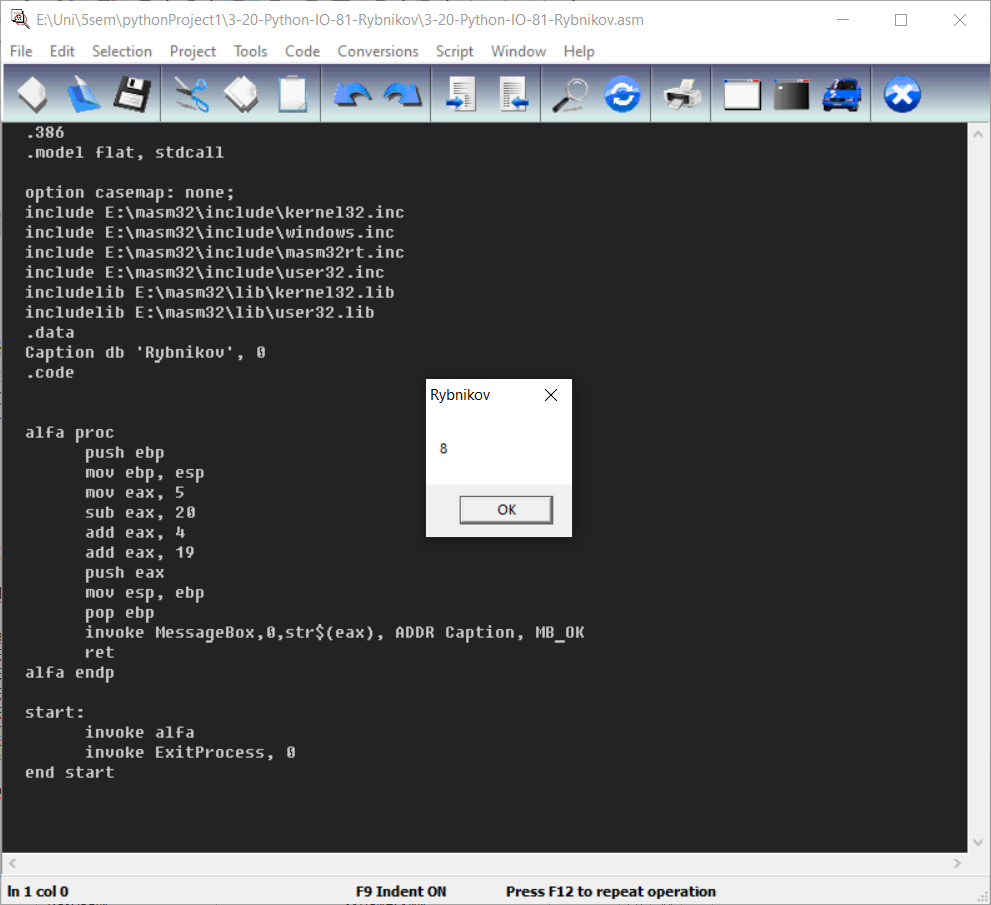 E:\Uni\5sem\pythonProject1\3-20-Python-IO-81-Rybnikov\3-20-Python-IO-81-Rybnikov.asm
File Edit Selection Project Tools Code Conversions Script Window Help
.386
.model flat, stdcall
option casemap: none;
include E:\masm32\include\kernel32.inc
include E:\masm32\include\windows.inc
include E:\masm32\include\masm32rt.inc
include E:\masm32\include\user32.inc
includelib E:\masm32\lib\kernel32.lib
includelib E:\masm32\lib\user32.lib
.data
Caption db 'Rybnikov', 0
.code
alfa proc
push ebp
mov ebp, esp
mov eax, 5
sub eax, 20
add eax, 4
add eax, 19
push eax
mov esp, ebp
pop ebp
invoke MessageBox,0,str$(eax), ADDR Caption, MB_OK
ret
alfa endp
start:
invoke alfa
invoke ExitProcess, 0
end start
Rybnikov
8
OK
ln 1 col 0 F9 Indent ON Press F12 to repeat operation